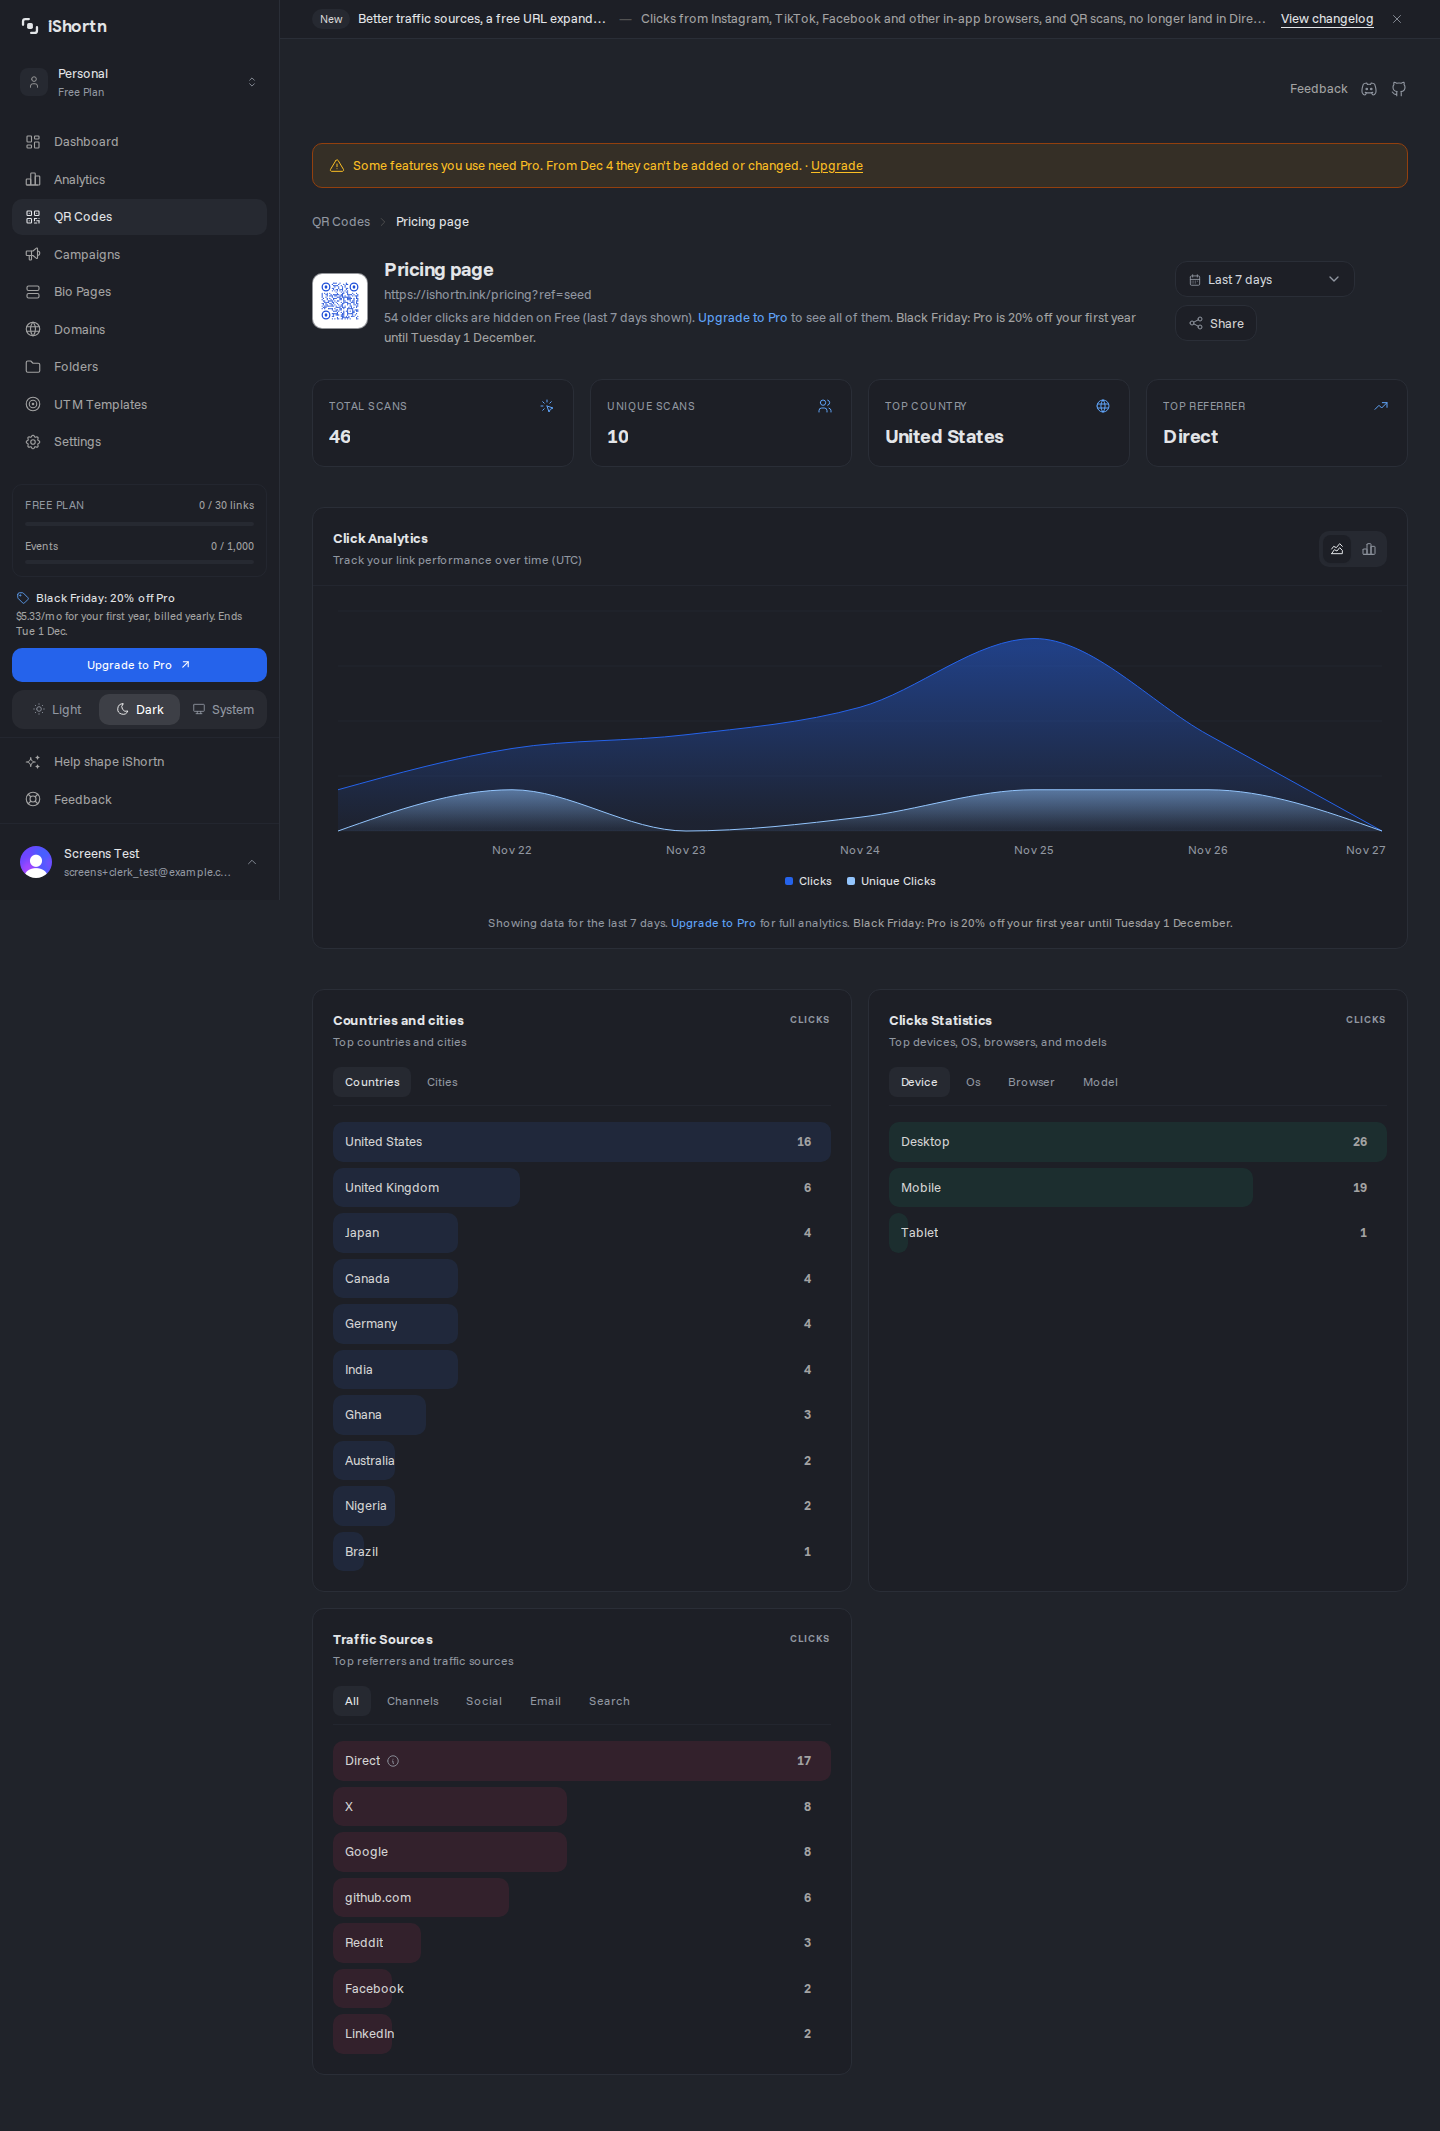 iShortn
Personal
Free Plan
Dashboard
Analytics
QR Codes
Campaigns
Bio Pages
Domains
Folders
UTM Templates
Settings
FREE PLAN 0 / 30 links
Events 0 / 1,000
Black Friday: 20% off Pro
$5.33/mo for your first year, billed yearly. Ends
Tue 1 Dec.
Upgrade to Pro
Light Dark System
Help shape iShortn
Feedback
Screens Test
screens+clerk_test@example.c...
New Better traffic sources, a free URL expand... — Clicks from Instagram, TikTok, Facebook and other in-app browsers, and QR scans, no longer land in Dire... View changelog
Feedback
Some features you use need Pro. From Dec 4 they can't be added or changed. · Upgrade
QR Codes Pricing page
Pricing page
https://ishortn.ink/pricing?ref=seed
54 older clicks are hidden on Free (last 7 days shown). Upgrade to Pro to see all of them. Black Friday: Pro is 20% off your first year
until Tuesday 1 December.
Last 7 days
Share
TOTAL SCANS
46
UNIQUE SCANS
10
TOP COUNTRY
United States
TOP REFERRER
Direct
Click Analytics
Track your link performance over time (UTC)
Nov 22 Nov 23 Nov 24 Nov 25 Nov 26 Nov 27
Clicks Unique Clicks
Showing data for the last 7 days. Upgrade to Pro for full analytics. Black Friday: Pro is 20% off your first year until Tuesday 1 December.
Countries and cities CLICKS
Top countries and cities
Countries Cities
United States 16
United Kingdom 6
Japan 4
Canada 4
Germany 4
India 4
Ghana 3
Australia 2
Nigeria 2
Brazil 1
Clicks Statistics CLICKS
Top devices, OS, browsers, and models
Device Os Browser Model
Desktop 26
Mobile 19
Tablet 1
Traffic Sources CLICKS
Top referrers and traffic sources
All Channels Social Email Search
Direct 17
X 8
Google 8
github.com 6
Reddit 3
Facebook 2
LinkedIn 2